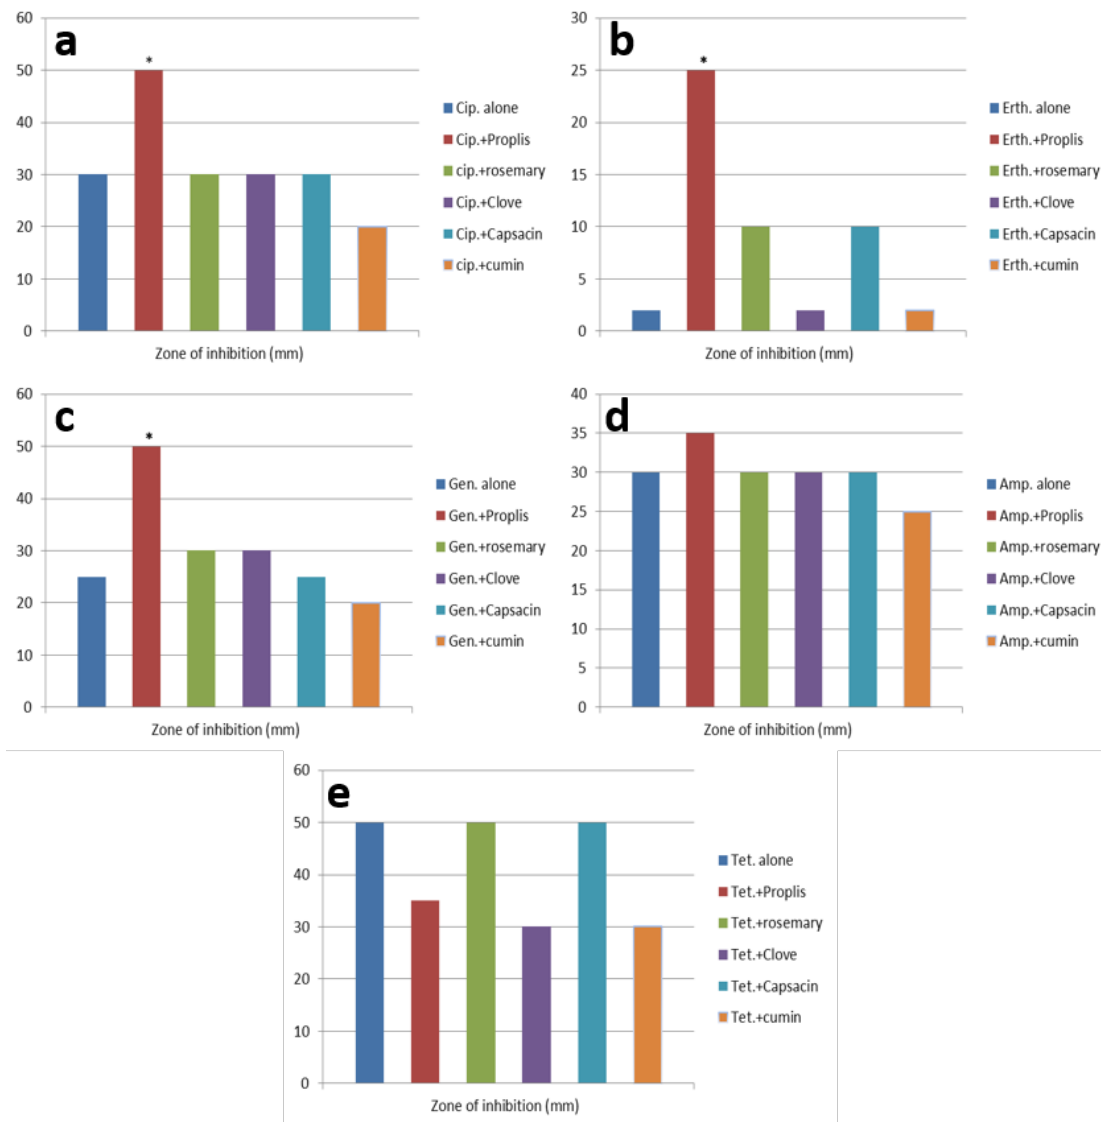 a
60
50
40
30
20
10
0
*
Zone of inhibition (mm)
Cip. alone
Cip.+Proplis
cip.+rosemary
Cip.+Clove
Cip.+Capsacin
cip.+cumin
b
30
25
20
15
10
5
0
*
Zone of inhibition (mm)
Erth. alone
Erth.+Proplis
Erth.+rosemary
Erth.+Clove
Erth.+Capsacin
Erth.+cumin
c
60
50
40
30
20
10
0
*
Zone of inhibition (mm)
Gen. alone
Gen.+Proplis
Gen.+rosemary
Gen.+Clove
Gen.+Capsacin
Gen.+cumin
d
40
35
30
25
20
15
10
5
0
Zone of inhibition (mm)
Amp. alone
Amp.+Proplis
Amp.+rosemary
Amp.+Clove
Amp.+Capsacin
Amp.+cumin
e
60
50
40
30
20
10
0
Zone of inhibition (mm)
Tet. alone
Tet.+Proplis
Tet.+rosemary
Tet.+Clove
Tet.+Capsacin
Tet.+cumin